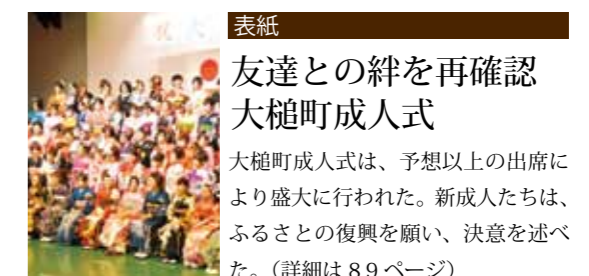 表紙
友達との絆を再確認
大槌町成人式
大槌町成人式は、予想以上の出席に
より盛大に行われた。新成人たちは、
ふるさとの復興を願い、決意を述べ
た。（詳細は８９ページ）